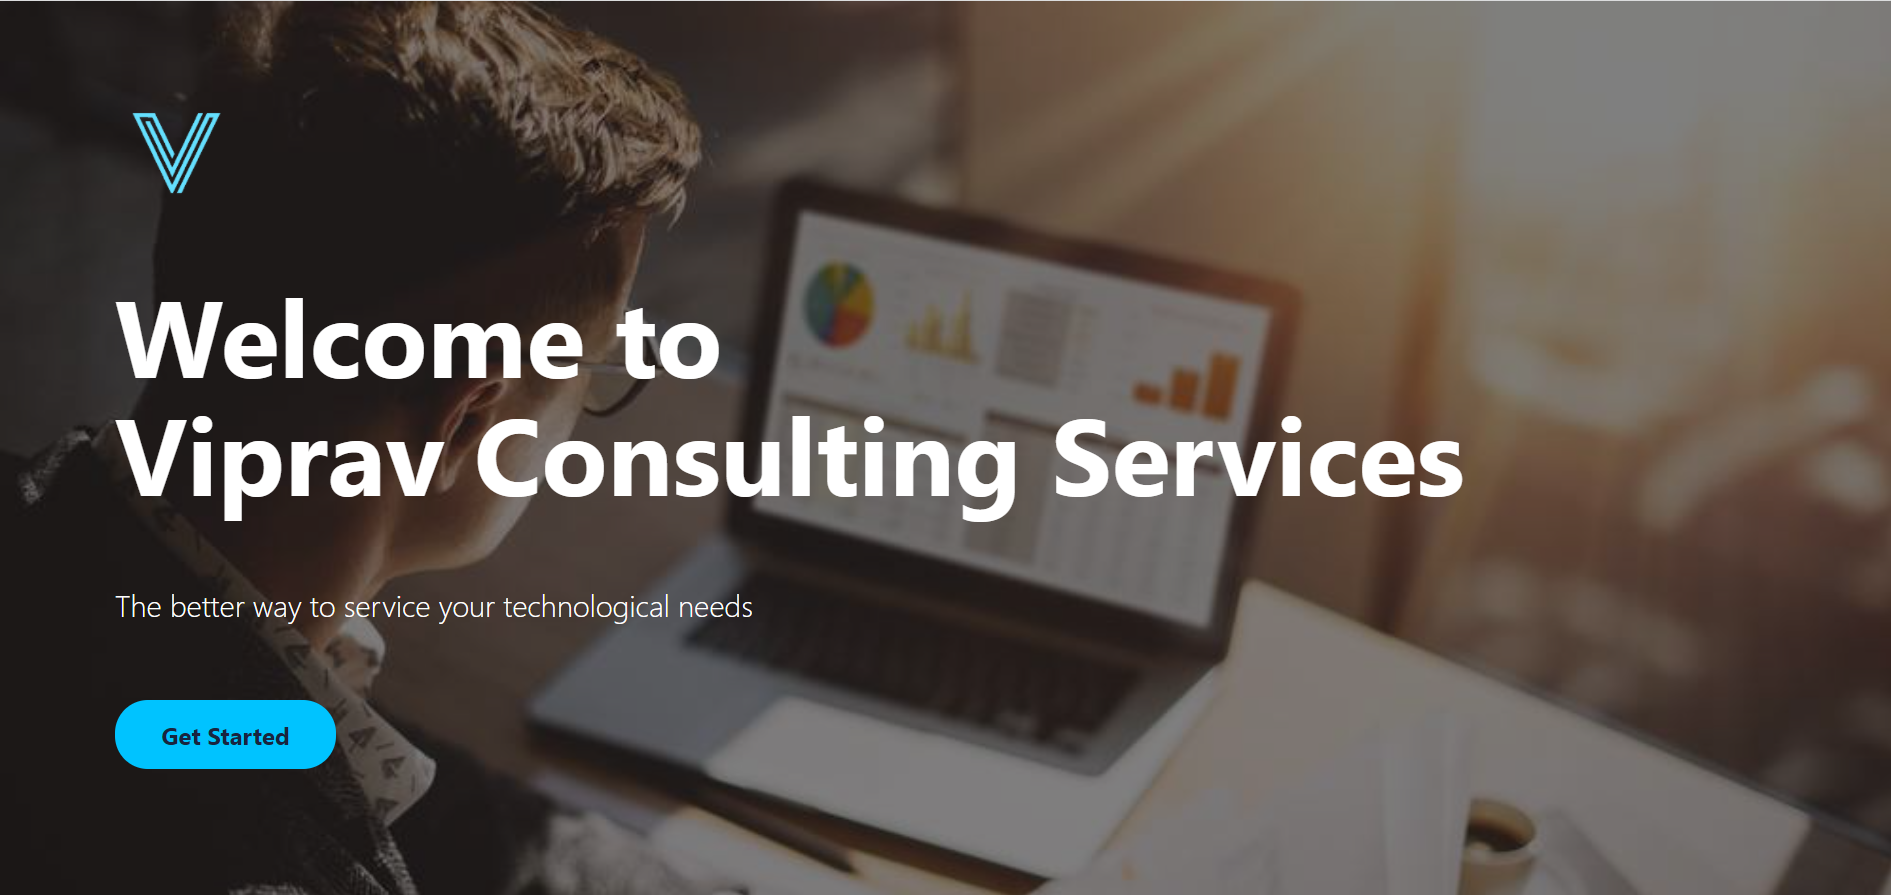 V
Welcome to
Viprav Consulting Services
The better way to service your technological needs
Get Started